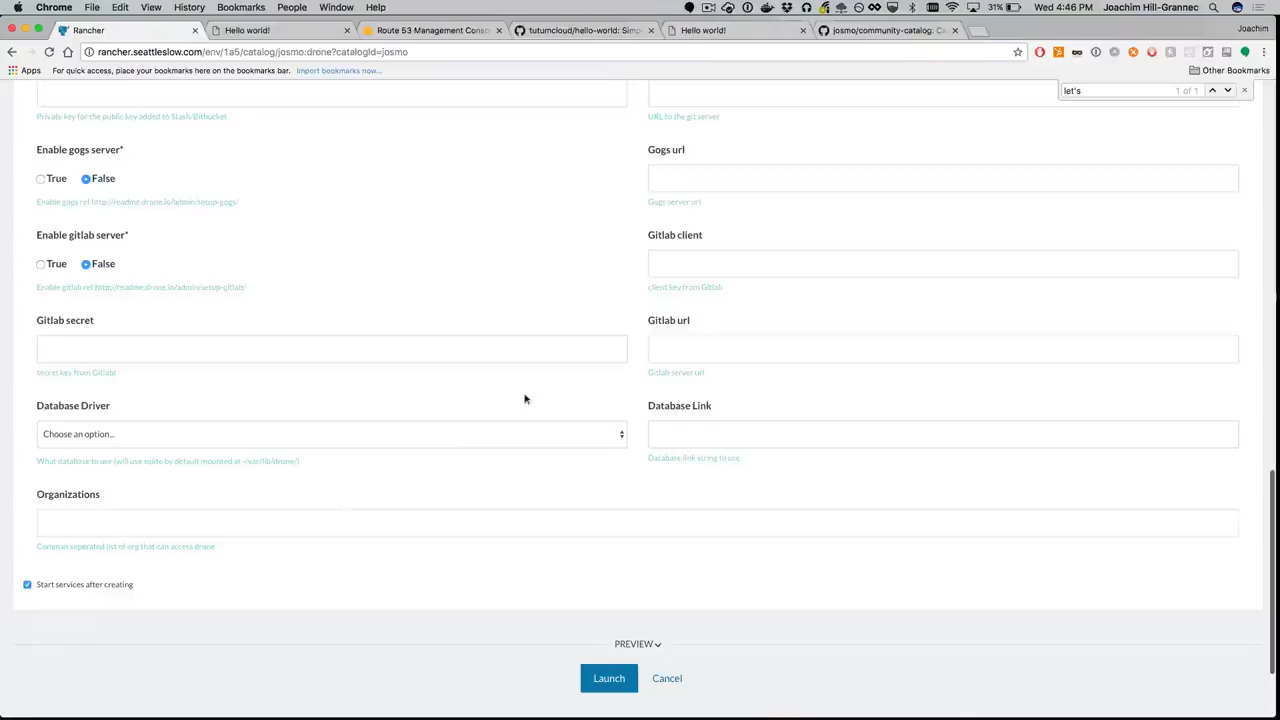 Chrome File Edit View History Bookmarks People Window Help 31% Wed 4:46 PM Joachim Hill-Grannec
Rancher Hello world! Route 53 Management Conso tutumcloud/hello-world: Simp Hello world! josmo/community-catalog: Ca Joachim
rancher.seattleslow.com/env/1a5/catalog/josmo:drone?catalogId=josmo
Apps For quick access, place your bookmarks here on the bookmarks bar. Import bookmarks now... Other Bookmarks
let's 1 of 1
Private key for the public key added to Stash/Bitbucket URL to the git server
Enable gogs server* Gogs url
True False
Enable gogs ref http://readme.drone.io/admin/setup-gogs/ Gogs server url
Enable gitlab server* Gitlab client
True False
Enable gitlab ref http://readme.drone.io/admin/setup-gitlab/ client key from Gitlab
Gitlab secret Gitlab url
secret key from Gitlabl Gitlab server url
Database Driver Database Link
Choose an option...
What database to use (will use sqlite by default mounted at ~/var/lib/drone/) Database link string to use
Organizations
Comman seperated list of org that can access drone
Start services after creating
PREVIEW
Launch Cancel